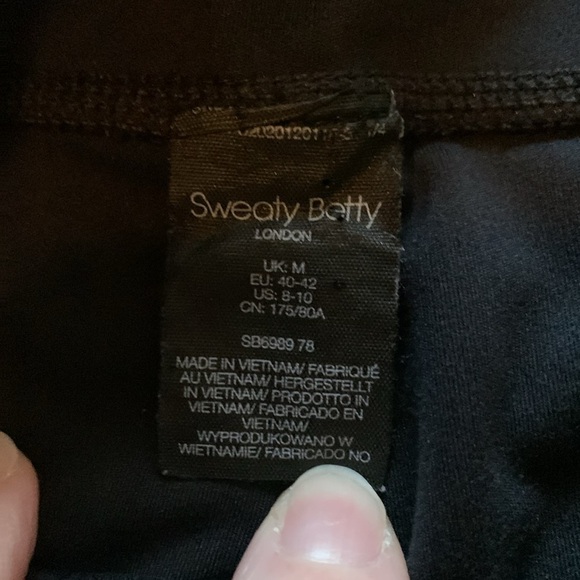 Sweaty Betty
LONDON
UK: M
EU: 40-42
US: 8-10
CN: 175/80A
SB6989 78
MADE IN VIETNAM/ FABRIQUÉ
AU VIETNAM/ HERGESTELLT
IN VIETNAM/ PRODOTTO IN
VIETNAM/ FABRICADO EN
VIETNAM/
WYPRODUKOWANO W
WIETNAMIE/ FABRICADO NO